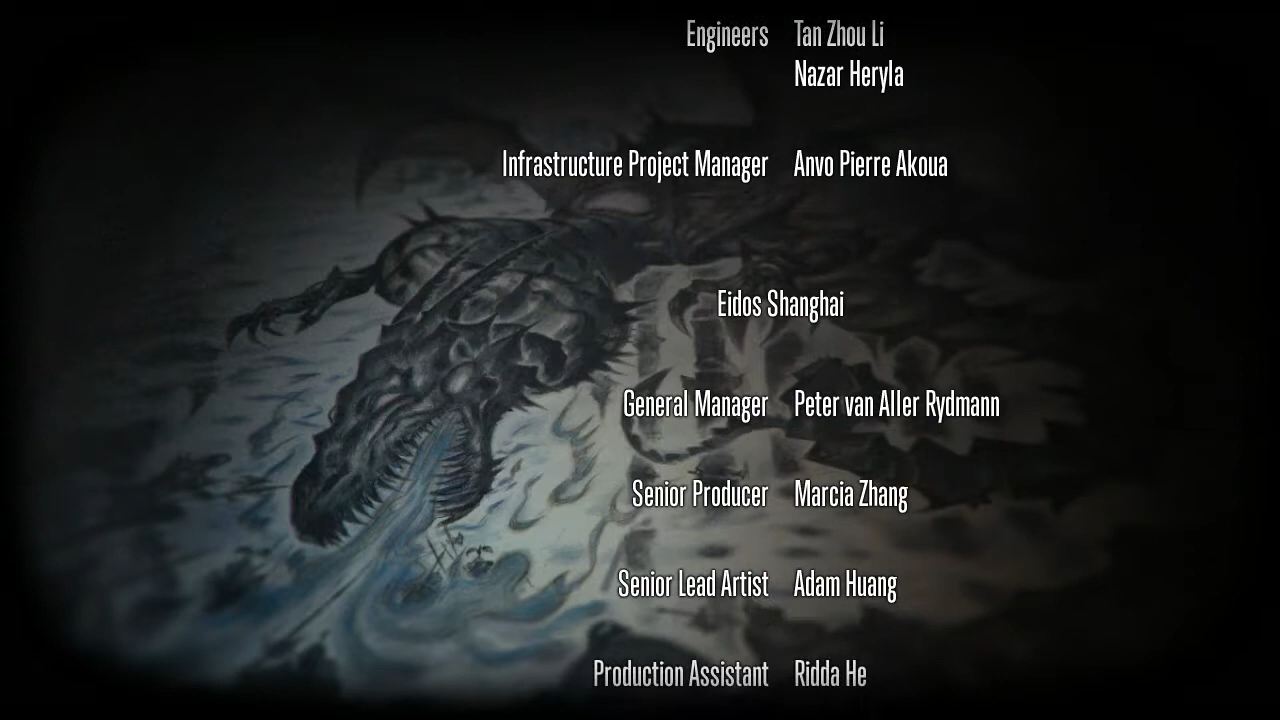 Engineers Tan Zhou Li
Nazar Heryla
Infrastructure Project Manager Anvo Pierre Akoua
Eidos Shanghai
General Manager Peter van Aller Rydmann
Senior Producer Marcia Zhang
Senior Lead Artist Adam Huang
Production Assistant Ridda He